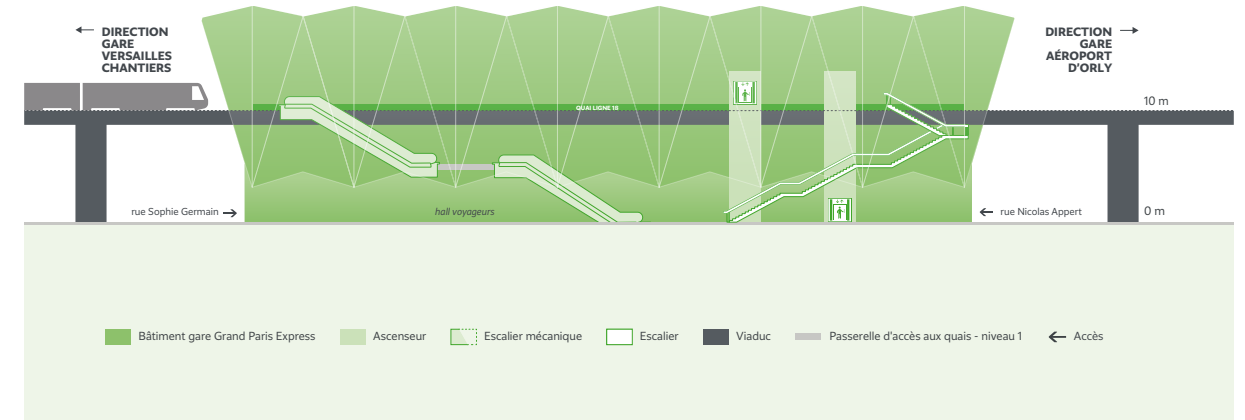 DIRECTION
GARE
VERSAILLES
CHANTIERS
DIRECTION
GARE
AÉROPORT
D'ORLY
10 m
QUAI LIGNE 18
rue Sophie Germain
hall voyageurs
rue Nicolas Appert
0 m
Bâtiment gare Grand Paris Express
Ascenseur
Escalier mécanique
Escalier
Viaduc
Passerelle d'accès aux quais - niveau 1
Accès